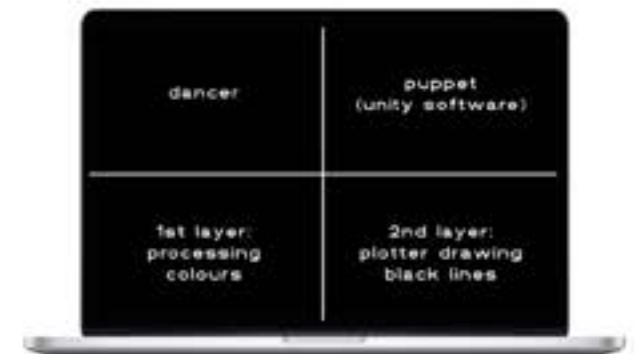 dancer
puppet
(unity software)
1st layer:
processing
colours
2nd layer:
plotter drawing
black lines